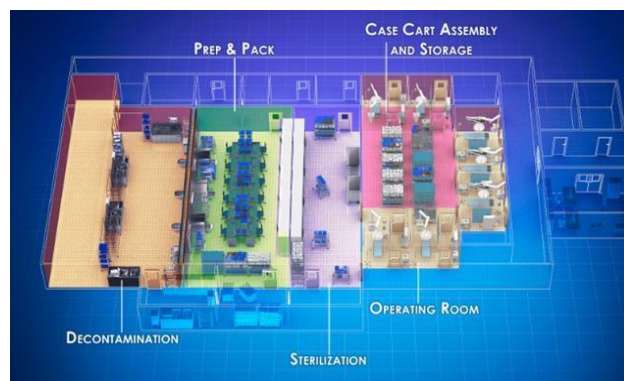 CASE CART ASSEMBLY
AND STORAGE
PREP & PACK
OPERATING ROOM
DECONTAMINATION
STERILIZATION